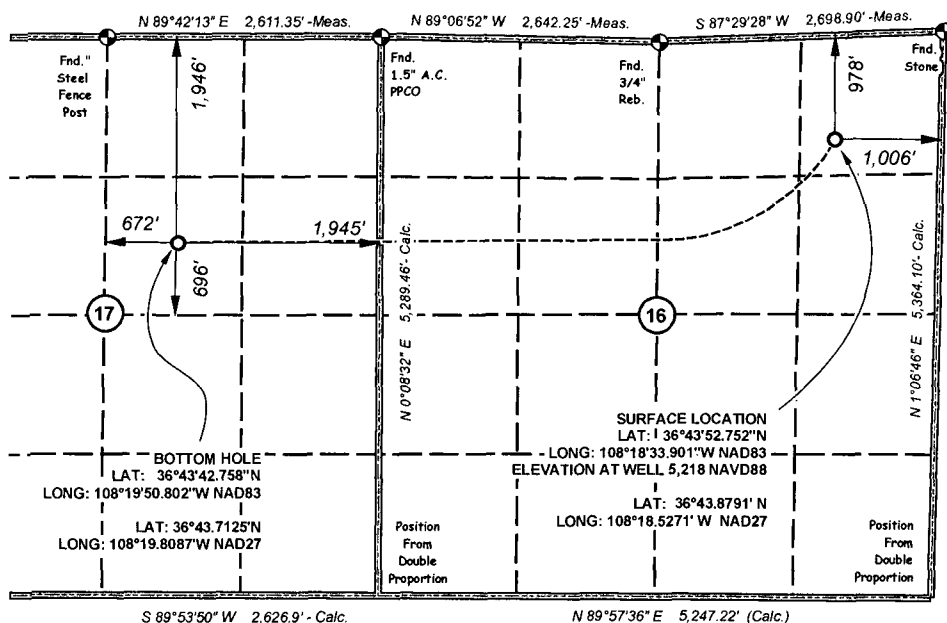 N 89°42'13" E 2,611.35' -Meas.
N 89°06'52" W 2,642.25' -Meas.
S 87°29'28" W 2,698.90' -Meas.
Fnd."
Steel
Fence
Post
1,946'
Fnd.
1.5" A.C.
PPCO
Fnd.
3/4"
Reb.
978'
Fnd.
Stone
1,006'
672'
1,945'
696'
17
N 0°08'32" E 5,289.46'- Calc.
16
N 1°06'46" E 5,364.10'- Calc.
BOTTOM HOLE
LAT: 36°43'42.758"N
LONG: 108°19'50.802"W NAD83
LAT: 36°43.7125'N
LONG: 108°19.8087'W NAD27
SURFACE LOCATION
LAT: 36°43'52.752"N
LONG: 108°18'33.901"W NAD83
ELEVATION AT WELL 5,218 NAVD88
LAT: 36°43.8791' N
LONG: 108°18.5271' W NAD27
Position
From
Double
Proportion
Position
From
Double
Proportion
S 89°53'50" W 2,626.9' - Calc.
N 89°57'36" E 5,247.22' (Calc.)